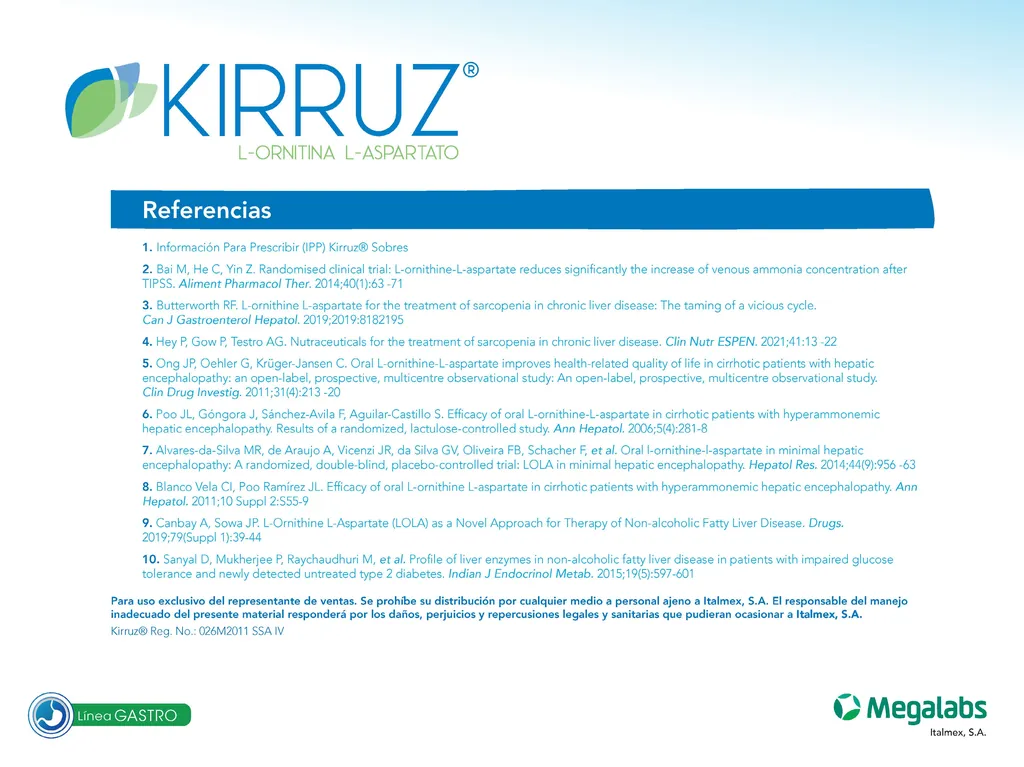 KIRRUZ®
L-ORNITINA L-ASPARTATO
Referencias
1. Información Para Prescribir (IPP) Kirruz® Sobres
2. Bai M, He C, Yin Z. Randomised clinical trial: L-ornithine-L-aspartate reduces significantly the increase of venous ammonia concentration after
TIPSS. Aliment Pharmacol Ther. 2014;40(1):63 -71
3. Butterworth RF. L-ornithine L-aspartate for the treatment of sarcopenia in chronic liver disease: The taming of a vicious cycle.
Can J Gastroenterol Hepatol. 2019;2019:8182195
4. Hey P, Gow P, Testro AG. Nutraceuticals for the treatment of sarcopenia in chronic liver disease. Clin Nutr ESPEN. 2021;41:13 -22
5. Ong JP, Oehler G, Krüger-Jansen C. Oral L-ornithine-L-aspartate improves health-related quality of life in cirrhotic patients with hepatic
encephalopathy: an open-label, prospective, multicentre observational study: An open-label, prospective, multicentre observational study.
Clin Drug Investig. 2011;31(4):213 -20
6. Poo JL, Góngora J, Sánchez-Avila F, Aguilar-Castillo S. Efficacy of oral L-ornithine-L-aspartate in cirrhotic patients with hyperammonemic
hepatic encephalopathy. Results of a randomized, lactulose-controlled study. Ann Hepatol. 2006;5(4):281-8
7. Alvares-da-Silva MR, de Araujo A, Vicenzi JR, da Silva GV, Oliveira FB, Schacher F, et al. Oral l-ornithine-l-aspartate in minimal hepatic
encephalopathy: A randomized, double-blind, placebo-controlled trial: LOLA in minimal hepatic encephalopathy. Hepatol Res. 2014;44(9):956 -63
8. Blanco Vela CI, Poo Ramírez JL. Efficacy of oral L-ornithine L-aspartate in cirrhotic patients with hyperammonemic hepatic encephalopathy. Ann
Hepatol. 2011;10 Suppl 2:S55-9
9. Canbay A, Sowa JP. L-Ornithine L-Aspartate (LOLA) as a Novel Approach for Therapy of Non-alcoholic Fatty Liver Disease. Drugs.
2019;79(Suppl 1):39-44
10. Sanyal D, Mukherjee P, Raychaudhuri M, et al. Profile of liver enzymes in non-alcoholic fatty liver disease in patients with impaired glucose
tolerance and newly detected untreated type 2 diabetes. Indian J Endocrinol Metab. 2015;19(5):597-601
Para uso exclusivo del representante de ventas. Se prohíbe su distribución por cualquier medio a personal ajeno a Italmex, S.A. El responsable del manejo
inadecuado del presente material responderá por los daños, perjuicios y repercusiones legales y sanitarias que pudieran ocasionar a Italmex, S.A.
Kirruz® Reg. No.: 026M2011 SSA IV
Línea GASTRO
Megalabs
Italmex, S.A.